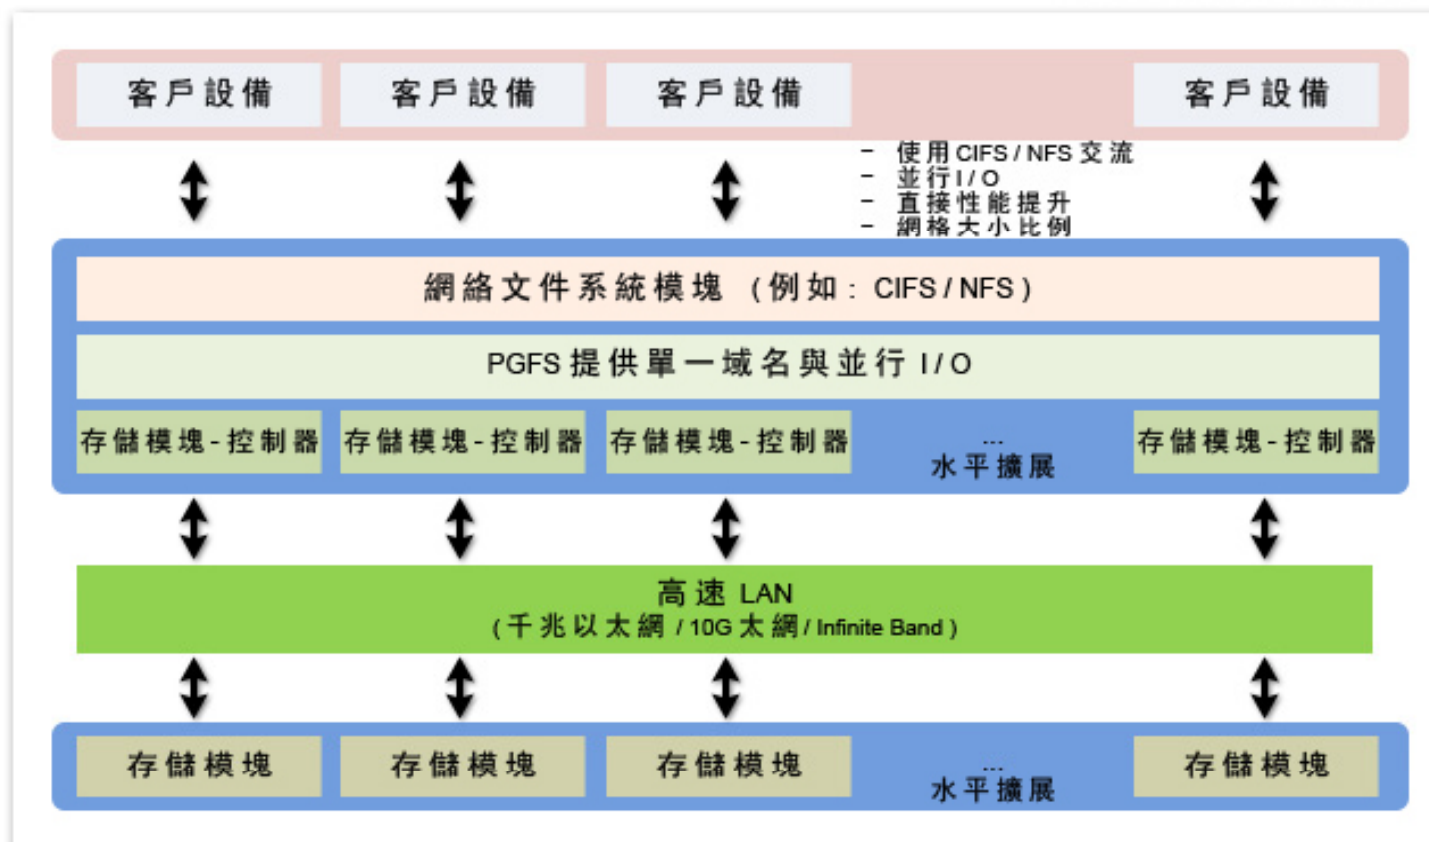 客戶設備 客戶設備 客戶設備 客戶設備
- 使用 CIFS / NFS 交流
- 並行 I / O
- 直接性能提升
- 網格大小比例
網絡文件系統模塊 (例如: CIFS / NFS)
PGFS 提供單一域名與並行 I / O
存儲模塊-控制器 存儲模塊-控制器 存儲模塊-控制器 ... 存儲模塊-控制器
水平擴展
高速 LAN
(千兆以太網 / 10G 太網 / Infinite Band)
存儲模塊 存儲模塊 存儲模塊 ... 存儲模塊
水平擴展